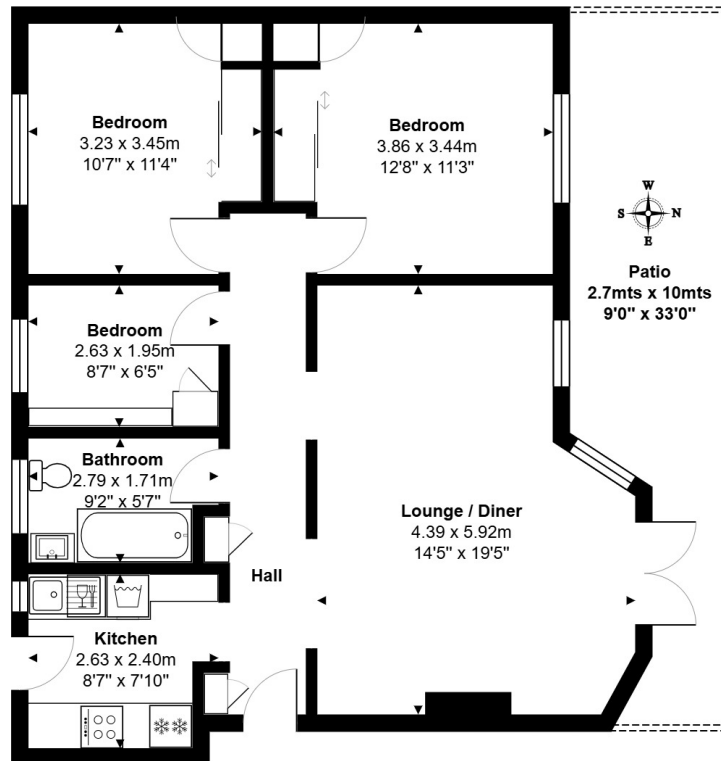 Bedroom
3.23 x 3.45m
10'7" x 11'4"
Bedroom
3.86 x 3.44m
12'8" x 11'3"
W
S N
E
Patio
2.7mts x 10mts
9'0" x 33'0"
Bedroom
2.63 x 1.95m
8'7" x 6'5"
Bathroom
2.79 x 1.71m
9'2" x 5'7"
Lounge / Diner
4.39 x 5.92m
14'5" x 19'5"
Hall
Kitchen
2.63 x 2.40m
8'7" x 7'10"